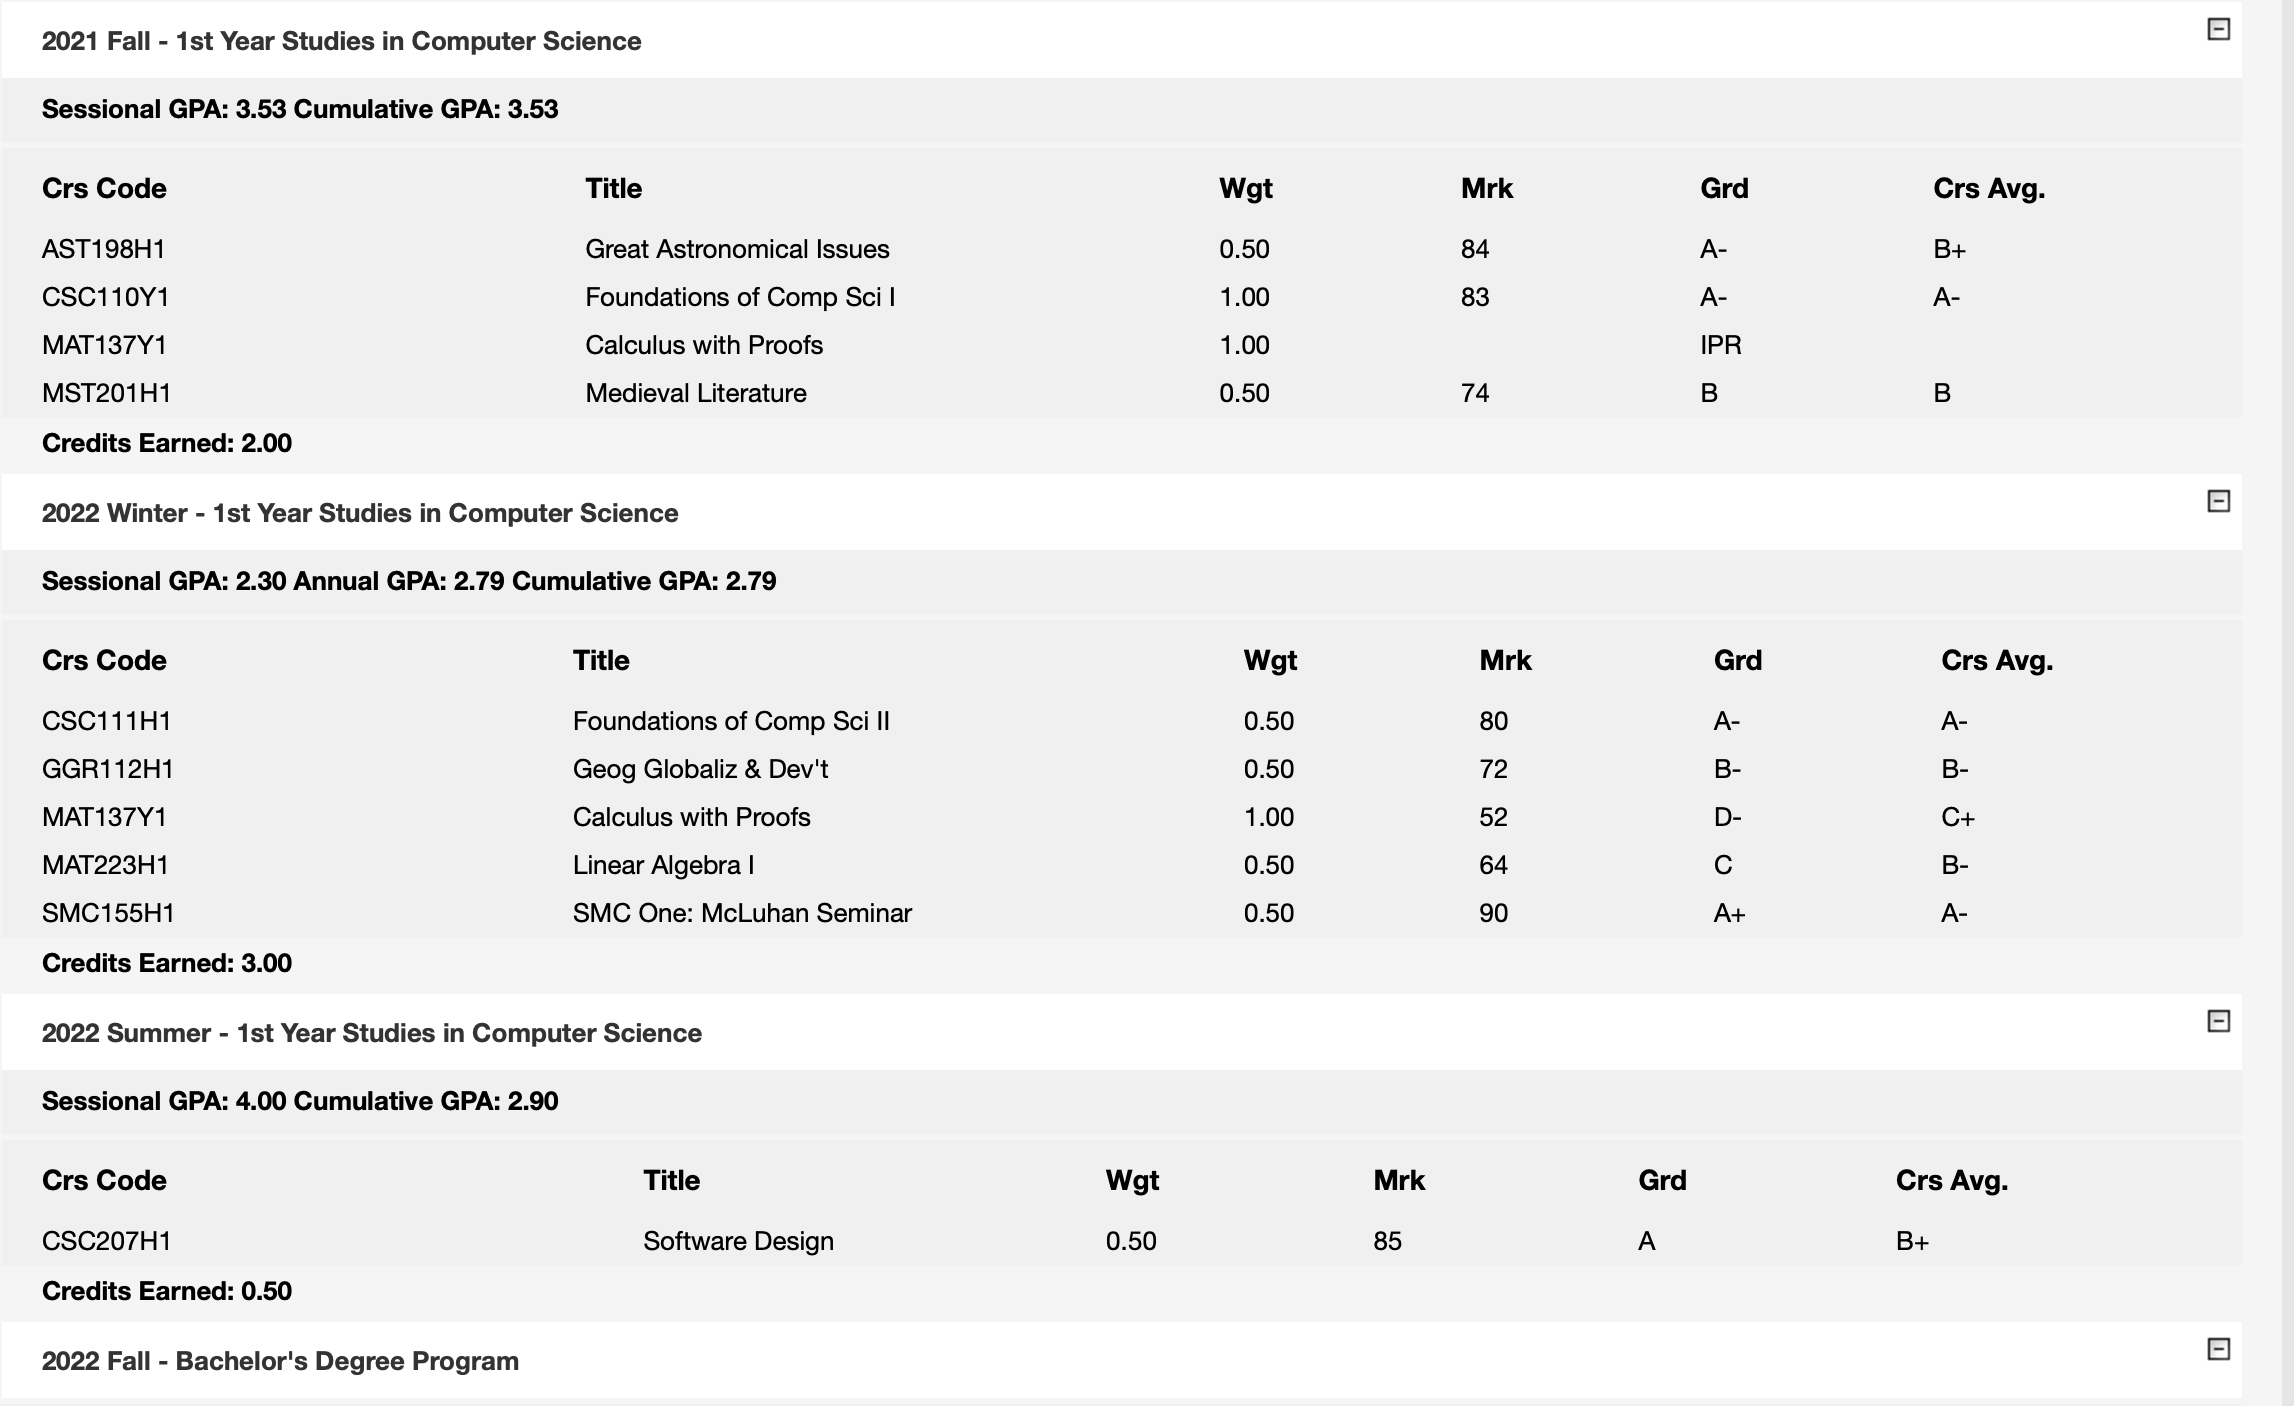 2021 Fall - 1st Year Studies in Computer Science
Sessional GPA: 3.53 Cumulative GPA: 3.53
Crs Code Title Wgt Mrk Grd Crs Avg.
AST198H1 Great Astronomical Issues 0.50 84 A- B+
CSC110Y1 Foundations of Comp Sci I 1.00 83 A- A-
MAT137Y1 Calculus with Proofs 1.00 IPR
MST201H1 Medieval Literature 0.50 74 B B
Credits Earned: 2.00
2022 Winter - 1st Year Studies in Computer Science
Sessional GPA: 2.30 Annual GPA: 2.79 Cumulative GPA: 2.79
Crs Code Title Wgt Mrk Grd Crs Avg.
CSC111H1 Foundations of Comp Sci II 0.50 80 A- A-
GGR112H1 Geog Globaliz & Dev't 0.50 72 B- B-
MAT137Y1 Calculus with Proofs 1.00 52 D- C+
MAT223H1 Linear Algebra I 0.50 64 C B-
SMC155H1 SMC One: McLuhan Seminar 0.50 90 A+ A-
Credits Earned: 3.00
2022 Summer - 1st Year Studies in Computer Science
Sessional GPA: 4.00 Cumulative GPA: 2.90
Crs Code Title Wgt Mrk Grd Crs Avg.
CSC207H1 Software Design 0.50 85 A B+
Credits Earned: 0.50
2022 Fall - Bachelor's Degree Program